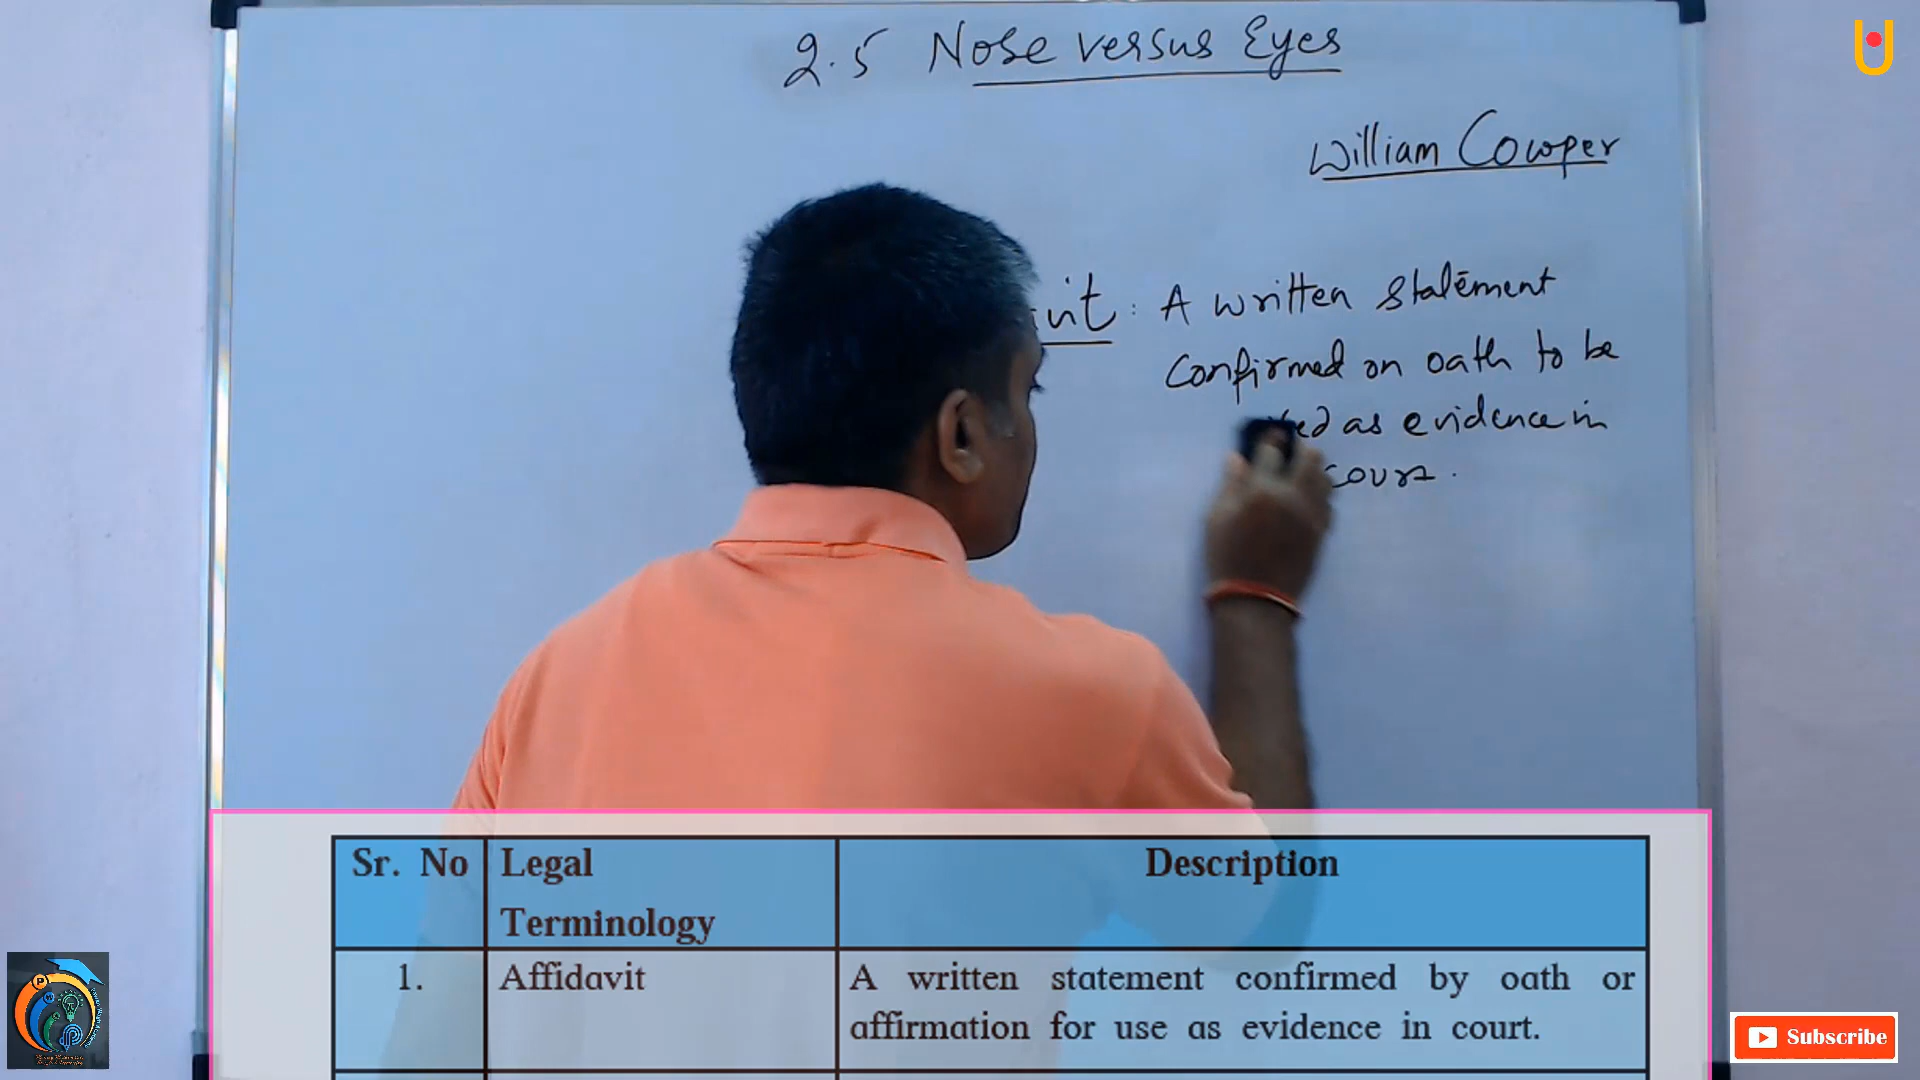 2.5 Nose versus Eyes
William Cowper
A written statement
confirmed on oath to be
as evidence in
court.
Sr. No Legal Terminology Description
1. Affidavit A written statement confirmed by oath or
affirmation for use as evidence in court.
Subscribe